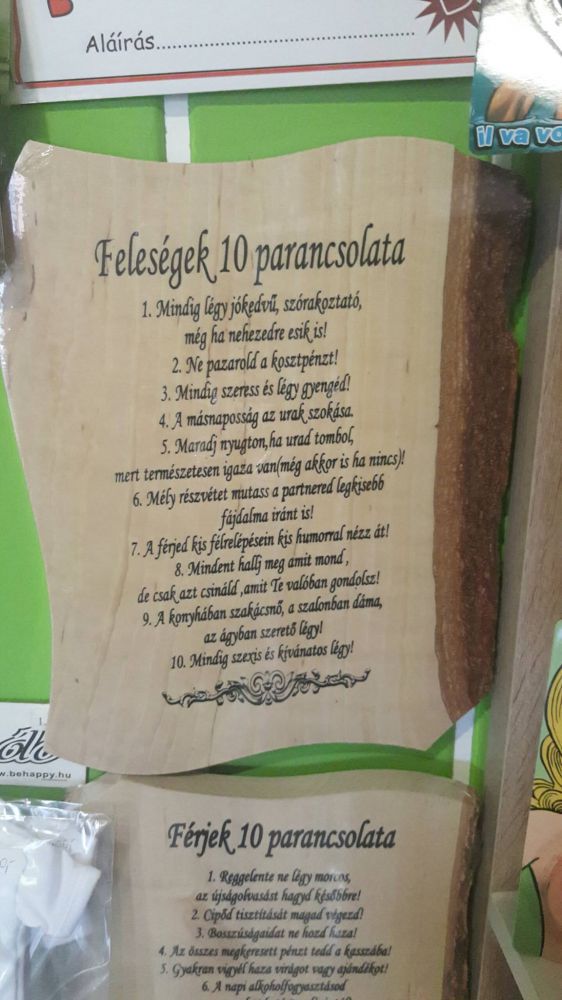 Aláírás
il va vo
Feleségek 10 parancsolata
1. Mindig légy jókedvű, szórakoztató,
még ha nehezedre esik is!
2. Ne pazarold a kosztpénzt!
3. Mindig szeress és légy gyengéd!
4. A másnaposság az urak szokása.
5. Maradj nyugton,ha urad tombol,
mert természetesen igaza van(még akkor is ha nincs)!
6. Mély részvétet mutass a partnered legkisebb
fájdalma iránt is!
7. A férjed kis félrelépésein kis humorral nézz át!
8. Mindent hallj meg amit mond,
de csak azt csináld,amit Te valóban gondolsz!
9. A konyhában szakácsnő, a szalonban dáma,
az ágyban szerető légy!
10. Mindig szexis és kívánatos légy!
w.behappy.hu
Férjek 10 parancsolata
1. Reggelente ne légy morcos,
az újságolvasást hagyd későbbre!
2. Cipőd tisztítását magad végezd!
3. Bosszúságaidat ne hozd haza!
4. Az összes megkeresett pénzt tedd a kasszába!
5. Gyakran vigyél haza virágot vagy ajándékot!
6. A napi alkoholfogyasztásod